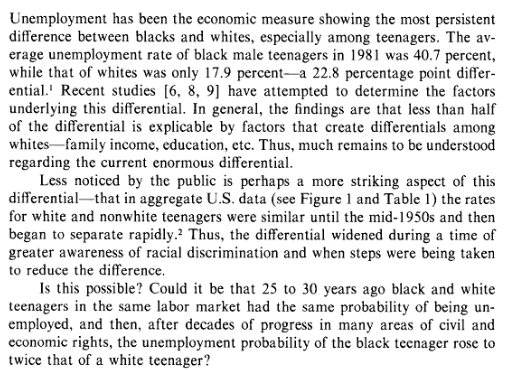 Unemployment has been the economic measure showing the most persistent
difference between blacks and whites, especially among teenagers. The av-
erage unemployment rate of black male teenagers in 1981 was 40.7 percent,
while that of whites was only 17.9 percent—a 22.8 percentage point differ-
ential.¹ Recent studies [6, 8, 9] have attempted to determine the factors
underlying this differential. In general, the findings are that less than half
of the differential is explicable by factors that create differentials among
whites—family income, education, etc. Thus, much remains to be understood
regarding the current enormous differential.
Less noticed by the public is perhaps a more striking aspect of this
differential—that in aggregate U.S. data (see Figure 1 and Table 1) the rates
for white and nonwhite teenagers were similar until the mid-1950s and then
began to separate rapidly.² Thus, the differential widened during a time of
greater awareness of racial discrimination and when steps were being taken
to reduce the difference.
Is this possible? Could it be that 25 to 30 years ago black and white
teenagers in the same labor market had the same probability of being un-
employed, and then, after decades of progress in many areas of civil and
economic rights, the unemployment probability of the black teenager rose to
twice that of a white teenager?